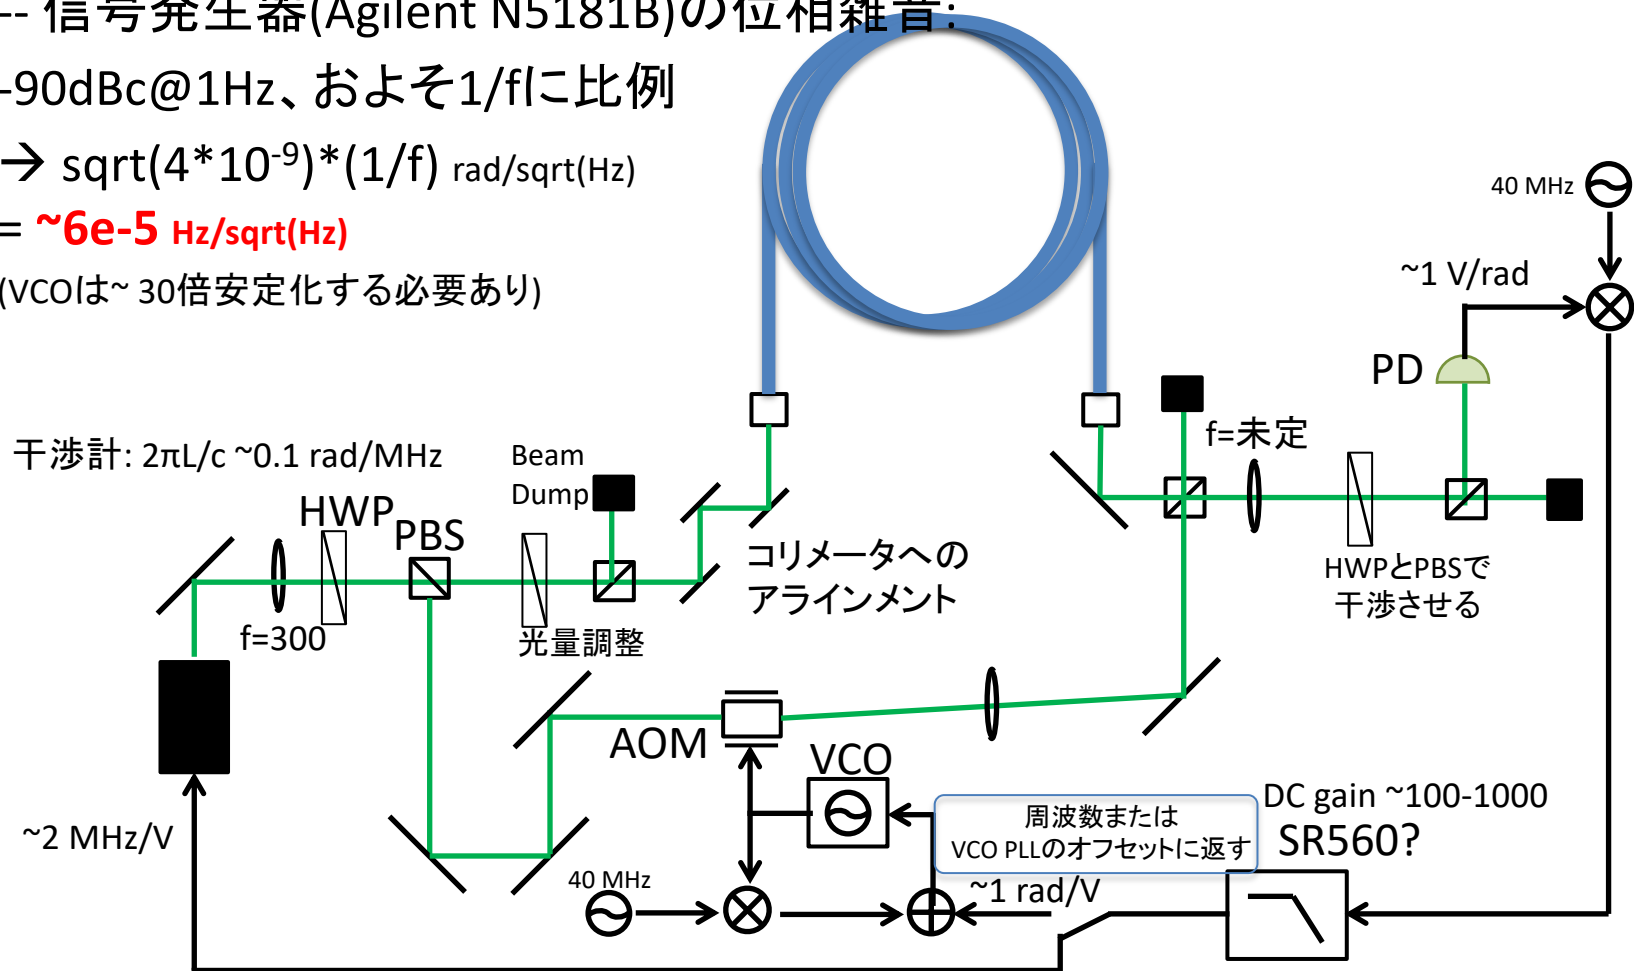 -- 信号発生器(Agilent N5181B)の位相雑音:
-90dBc@1Hz、およそ1/fに比例
→ sqrt(4*10⁻⁹)*(1/f) rad/sqrt(Hz)
= ~6e-5 Hz/sqrt(Hz)
(VCOは~ 30倍安定化する必要あり)
40 MHz
~1 V/rad
PD
干渉計: 2πL/c ~0.1 rad/MHz
Beam
Dump
f=未定
HWP
PBS
コリメータへの
アラインメント
HWPとPBSで
干渉させる
f=300
光量調整
AOM
VCO
~2 MHz/V
周波数または
VCO PLLのオフセットに返す
DC gain ~100-1000
SR560?
40 MHz
~1 rad/V